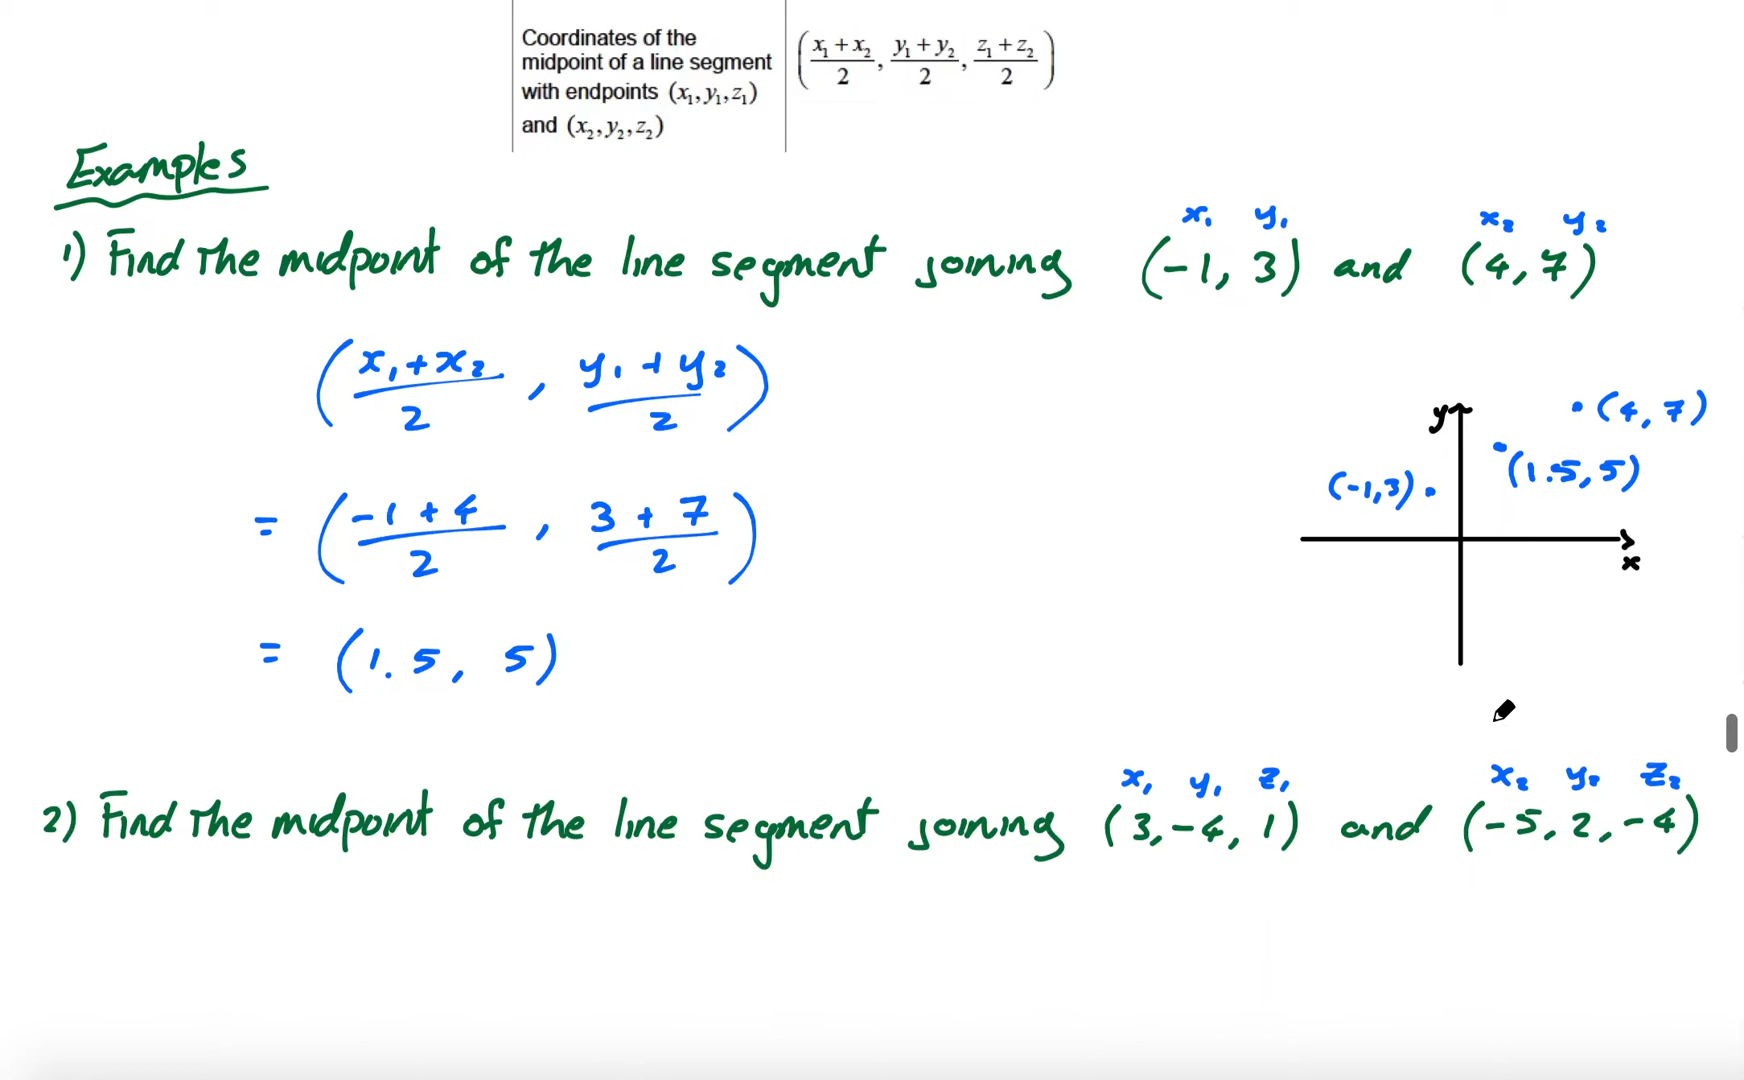 Coordinates of the
midpoint of a line segment
with endpoints (x₁, y₁, z₁)
and (x₂, y₂, z₂)
((x₁ + x₂)/2, (y₁ + y₂)/2, (z₁ + z₂)/2)
Examples
x₁ y₁ x₂ y₂
1) Find the midpoint of the line segment joining (-1, 3) and (4, 7)
((x₁ + x₂)/2, (y₁ + y₂)/2)
= ((-1 + 4)/2, (3 + 7)/2)
= (1.5, 5)
y
(4, 7)
(1.5, 5)
(-1, 3)
x
x₁ y₁ z₁ x₂ y₂ z₂
2) Find the midpoint of the line segment joining (3, -4, 1) and (-5, 2, -4)